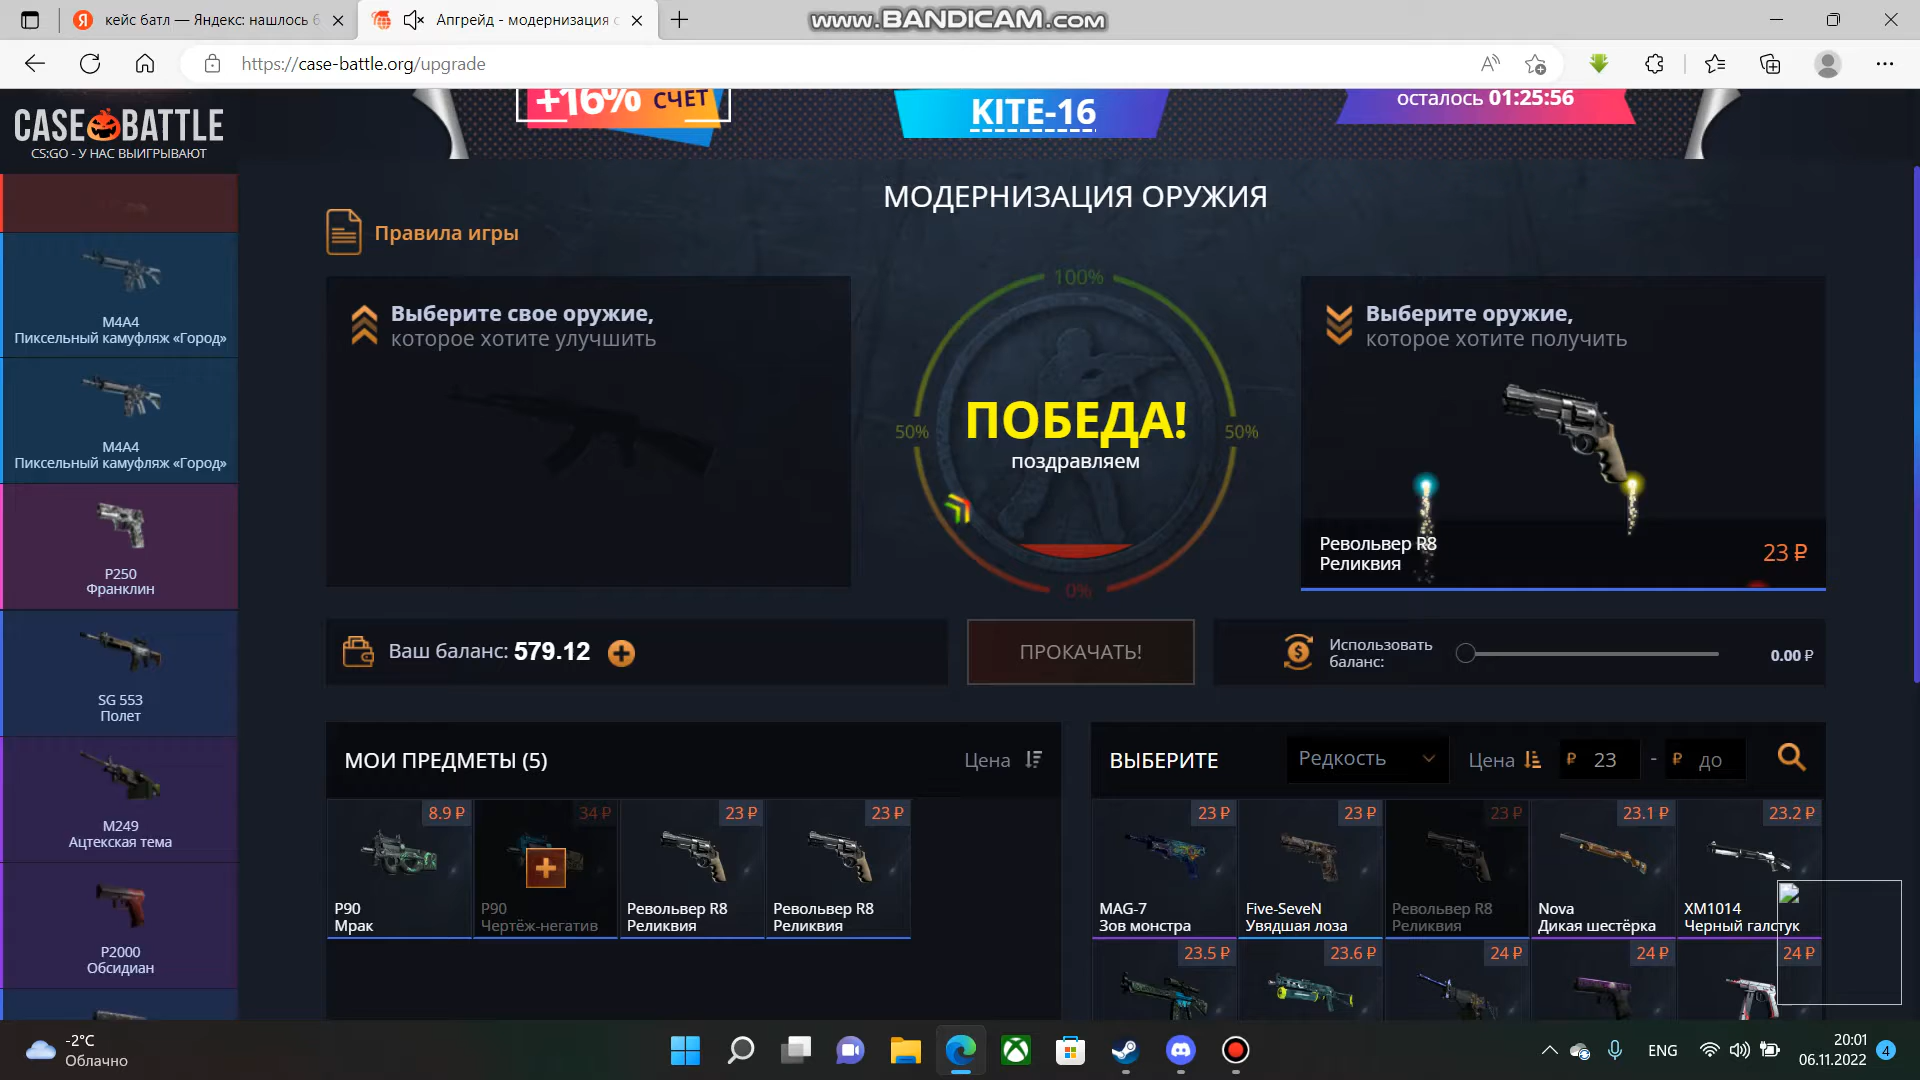 кейс батл — Яндекс: нашлось 6
Апгрейд - модернизация с
www.BANDICAM.com
https://case-battle.org/upgrade
CASE BATTLE
CS:GO - У НАС ВЫИГРЫВАЮТ
+16% СЧЕТ
KITE-16
осталось 01:25:56
МОДЕРНИЗАЦИЯ ОРУЖИЯ
Правила игры
Выберите свое оружие,
которое хотите улучшить
100%
50%
50%
0%
ПОБЕДА!
поздравляем
Выберите оружие,
которое хотите получить
Револьвер R8
Реликвия
23 ₽
M4A4
Пиксельный камуфляж «Город»
M4A4
Пиксельный камуфляж «Город»
P250
Франклин
SG 553
Полет
M249
Ацтекская тема
P2000
Обсидиан
Ваш баланс: 579.12
ПРОКАЧАТЬ!
Использовать
баланс:
0.00 ₽
МОИ ПРЕДМЕТЫ (5)
Цена
8.9 ₽
P90
Мрак
34 ₽
P90
Чертёж-негатив
23 ₽
Револьвер R8
Реликвия
23 ₽
Револьвер R8
Реликвия
ВЫБЕРИТЕ
Редкость
Цена
₽ 23 - ₽ до
23 ₽
MAG-7
Зов монстра
23 ₽
Five-SeveN
Увядшая лоза
23 ₽
Револьвер R8
Реликвия
23.1 ₽
Nova
Дикая шестёрка
23.2 ₽
XM1014
Черный галстук
23.5 ₽
23.6 ₽
24 ₽
24 ₽
24 ₽
-2°C
Облачно
ENG
20:01
06.11.2022
4